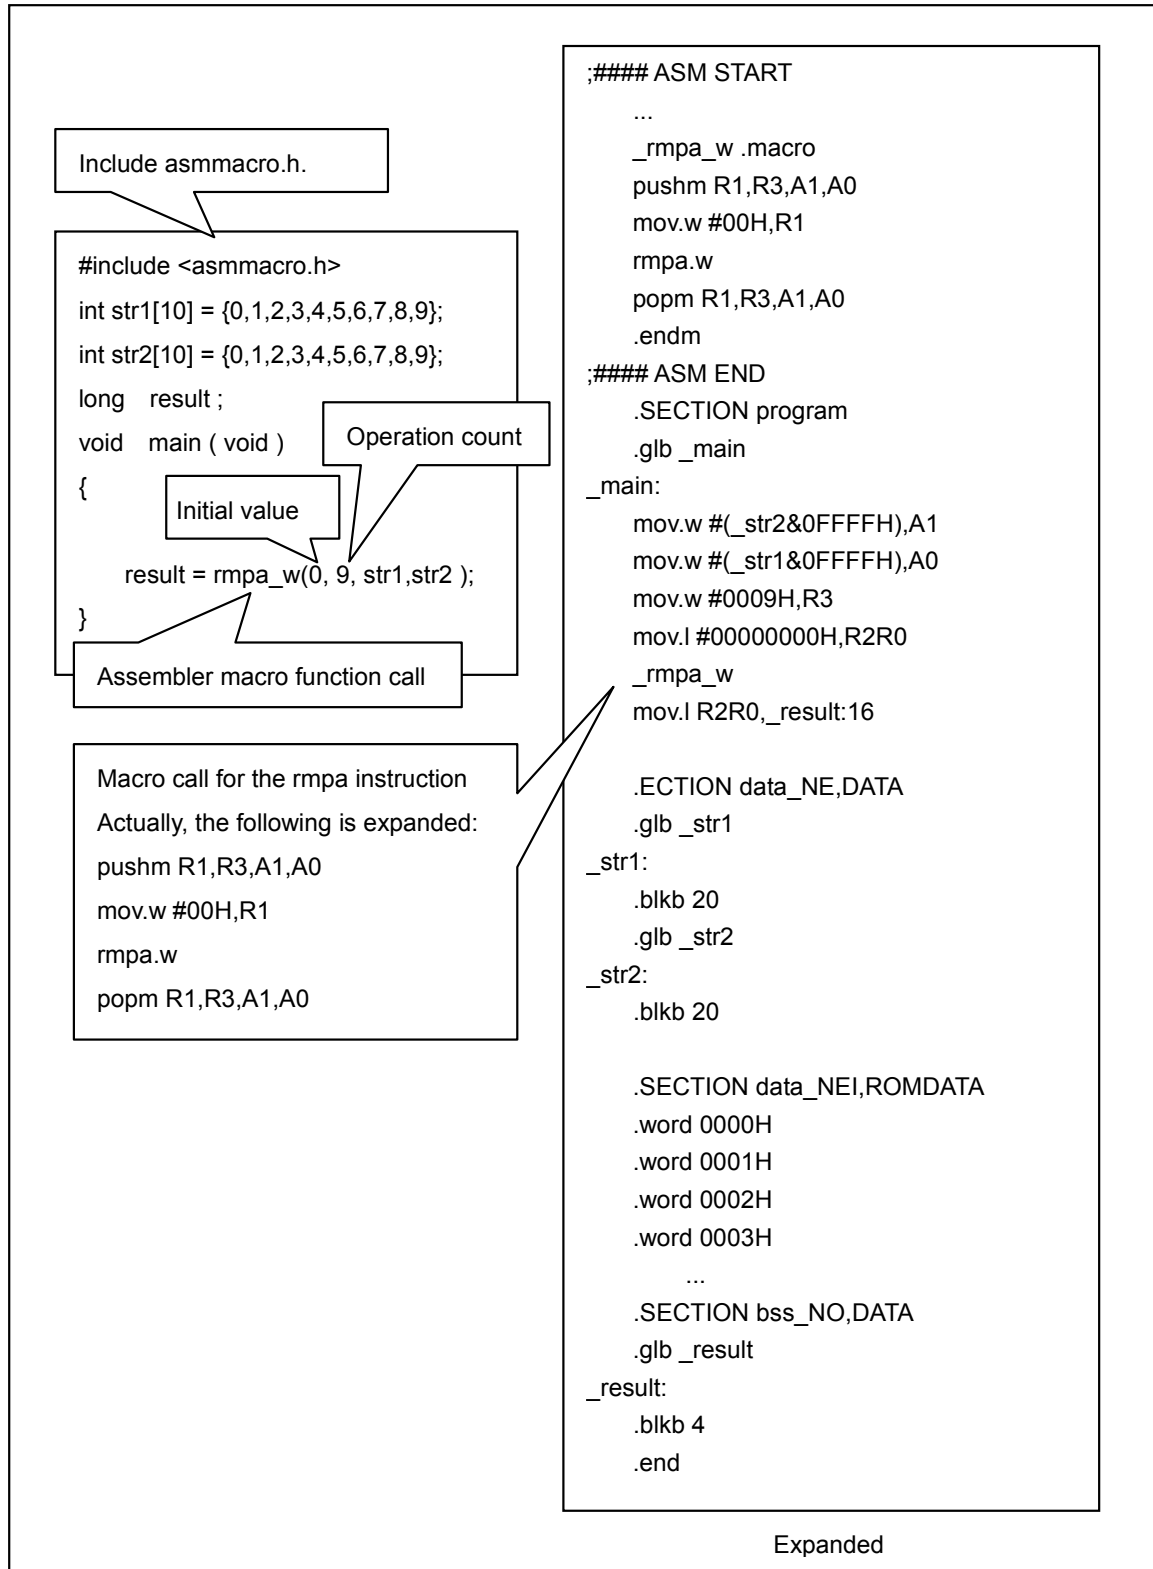 Include asmmacro.h.
#include <asmmacro.h>
int str1[10] = {0,1,2,3,4,5,6,7,8,9};
int str2[10] = {0,1,2,3,4,5,6,7,8,9};
long result ;
void main ( void )
Operation count
{
Initial value
result = rmpa_w(0, 9, str1,str2 );
}
Assembler macro function call
Macro call for the rmpa instruction
Actually, the following is expanded:
pushm R1,R3,A1,A0
mov.w #00H,R1
rmpa.w
popm R1,R3,A1,A0
;#### ASM START
...
_rmpa_w .macro
pushm R1,R3,A1,A0
mov.w #00H,R1
rmpa.w
popm R1,R3,A1,A0
.endm
;#### ASM END
.SECTION program
.glb _main
_main:
mov.w #(_str2&0FFFFH),A1
mov.w #(_str1&0FFFFH),A0
mov.w #0009H,R3
mov.l #00000000H,R2R0
_rmpa_w
mov.l R2R0,_result:16
.ECTION data_NE,DATA
.glb _str1
_str1:
.blkb 20
.glb _str2
_str2:
.blkb 20
.SECTION data_NEI,ROMDATA
.word 0000H
.word 0001H
.word 0002H
.word 0003H
...
.SECTION bss_NO,DATA
.glb _result
_result:
.blkb 4
.end
Expanded